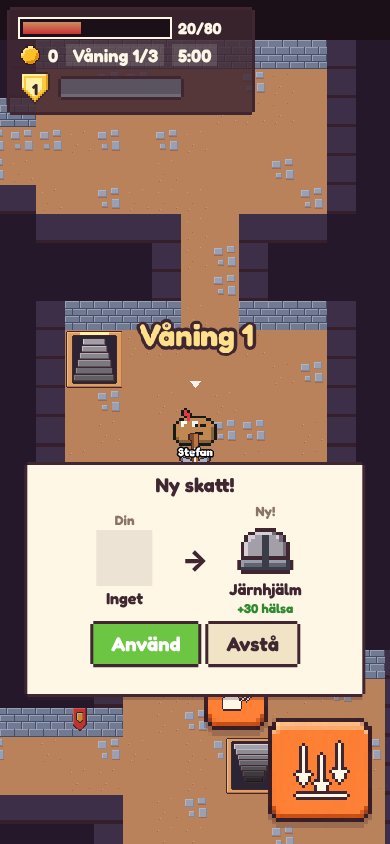 20/80
0 Våning 1/3 5:00
1
Våning 1
Stefan
Ny skatt!
Din
Ny!
Inget
Järnhjälm
+30 hälsa
Använd
Avstå